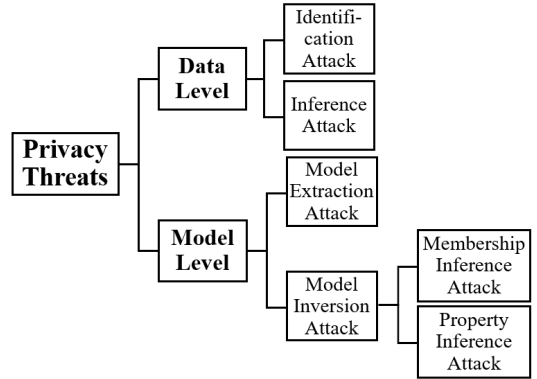 Privacy
Threats
Data
Level
Identifi-
cation
Attack
Inference
Attack
Model
Level
Model
Extraction
Attack
Model
Inversion
Attack
Membership
Inference
Attack
Property
Inference
Attack